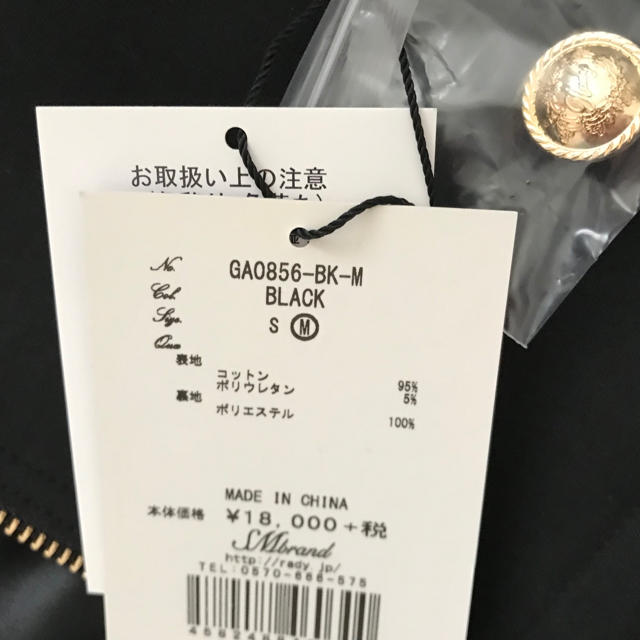 お取扱い上の注意
No. GA0856-BK-M
Col. BLACK
Siz. S M
Qua
表地
コットン 95%
ポリウレタン 5%
裏地
ポリエステル 100%
MADE IN CHINA
本体価格 ¥18,000+税
SMbrand
http://rady.jp/
TEL:0570-666-575